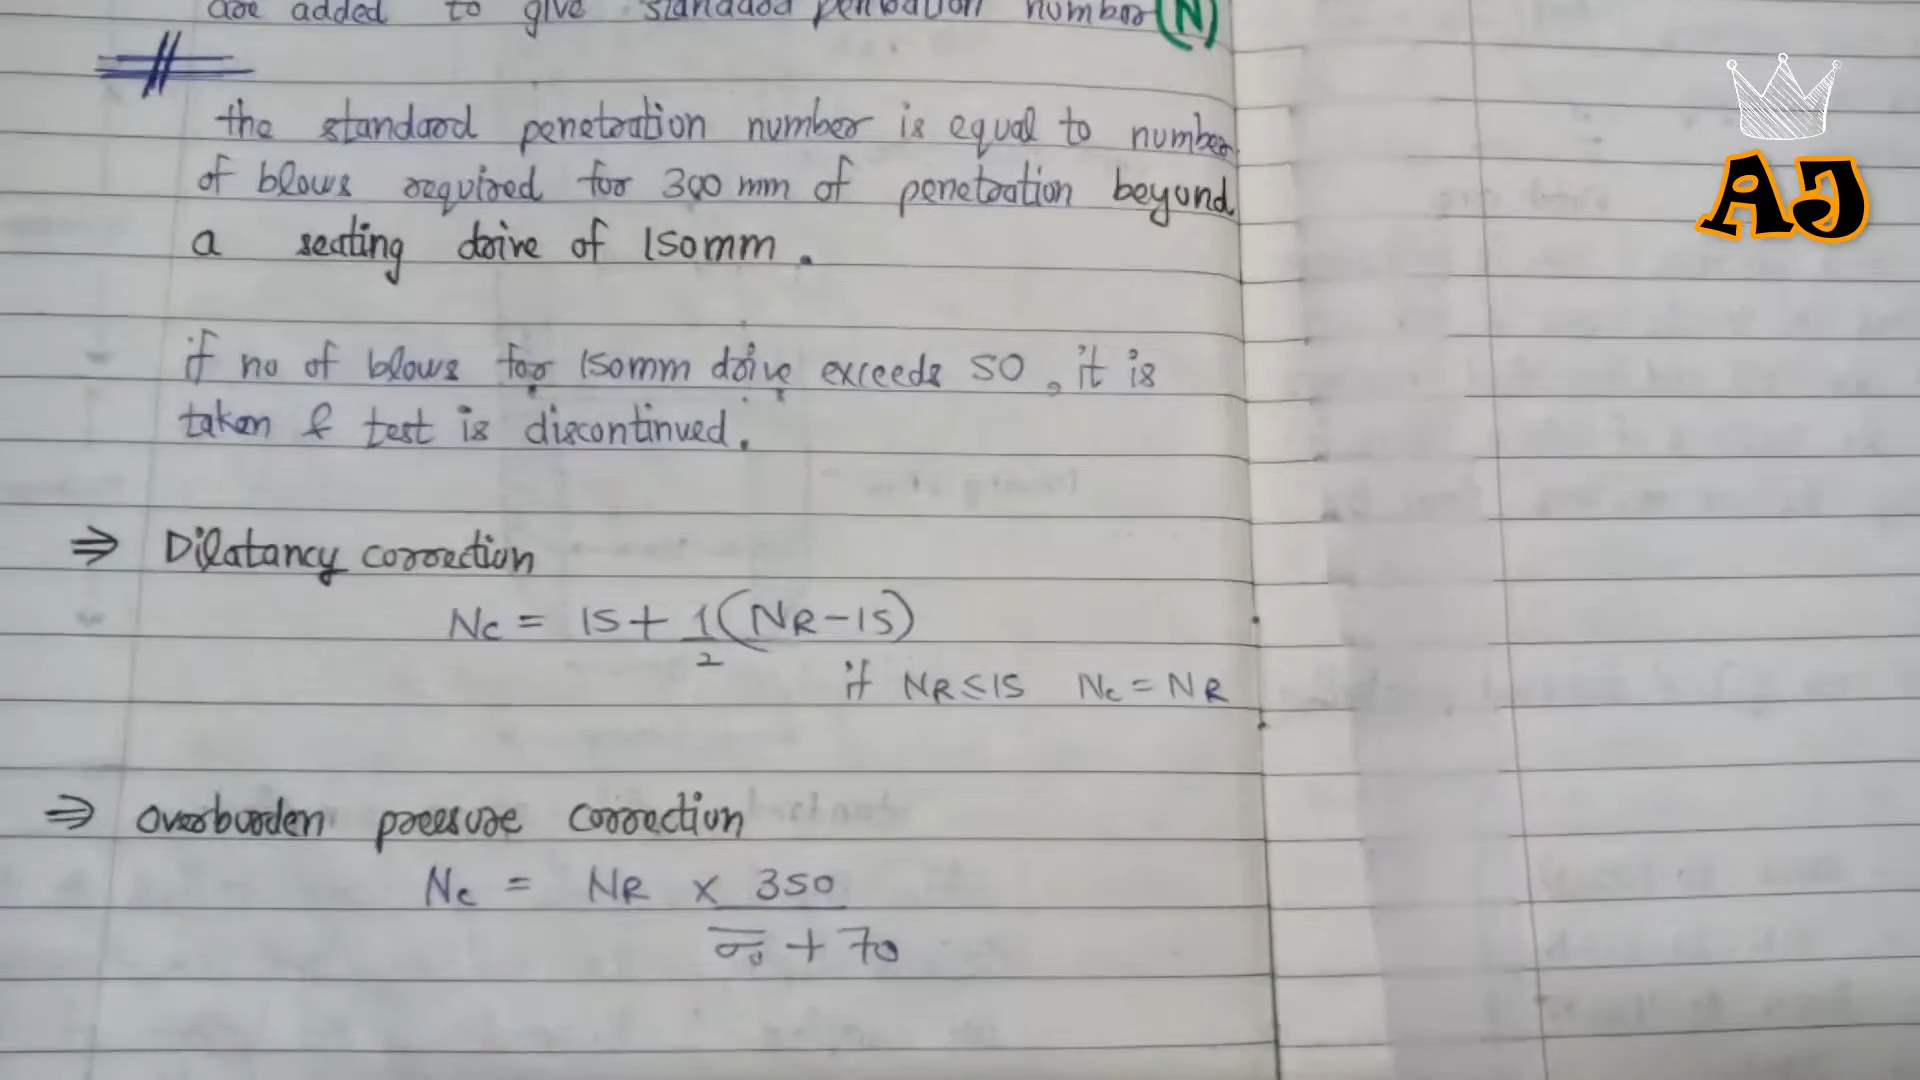 are added to give standard penetration number (N)
the standard penetration number is equal to number
of blows required for 300 mm of penetration beyond
a seating drive of 150mm.
if no of blows for 150mm drive exceeds 50, it is
taken & test is discontinued.
⇒ Dilatancy correction
Nc = 15 + 1/2 (NR - 15)
if NR ≤ 15 Nc = NR
⇒ overburden pressure correction
Nc = NR × 350
σ̄o + 70
AJ